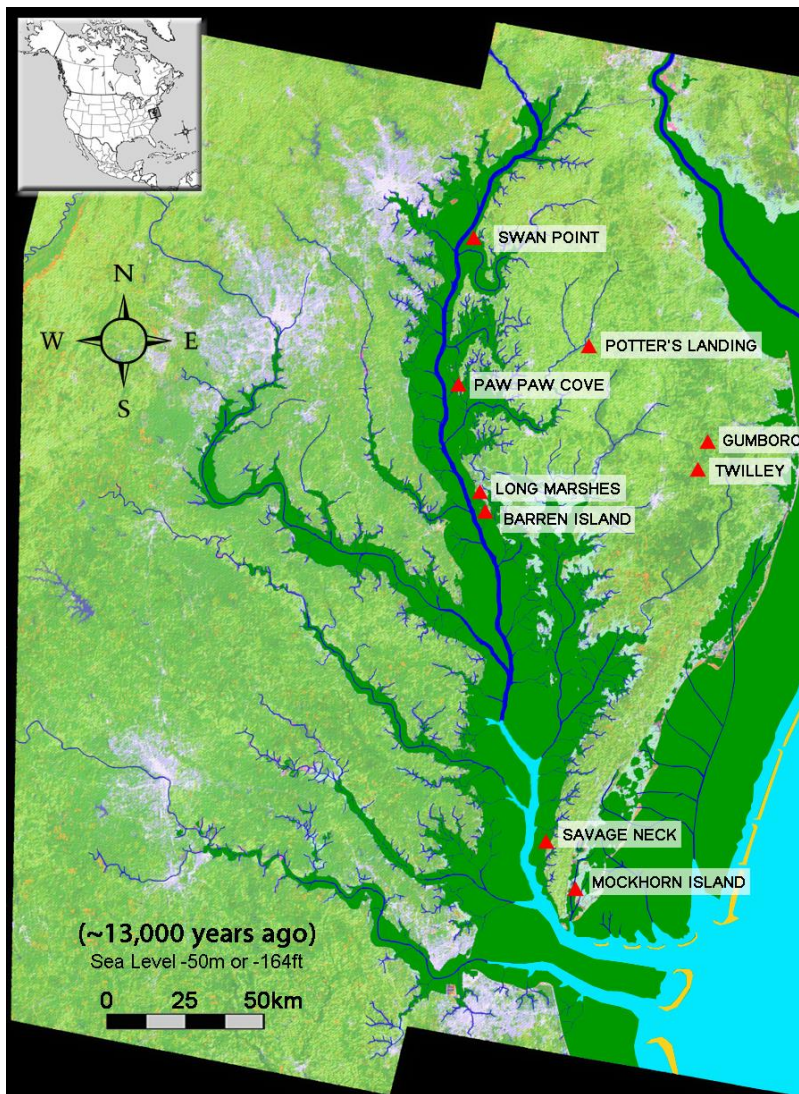 N
W
E
S
SWAN POINT
POTTER'S LANDING
PAW PAW COVE
GUMBORO
TWILLEY
LONG MARSHES
BARREN ISLAND
SAVAGE NECK
MOCKHORN ISLAND
(~13,000 years ago)
Sea Level -50m or -164ft
0 25 50km